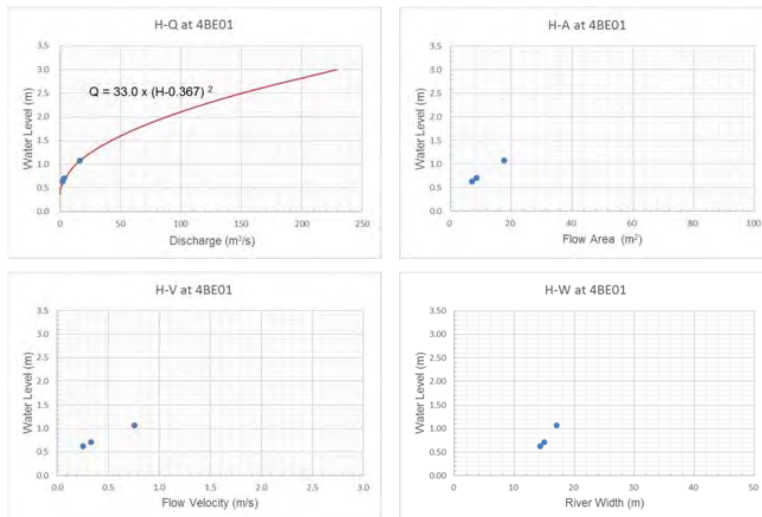 H-Q at 4BE01
3.5
3.0
2.5
2.0
1.5
1.0
0.5
0.0
Water Level (m)
Q = 33.0 x (H-0.367) ²
0 50 100 150 200 250
Discharge (m³/s)
H-A at 4BE01
3.5
3.0
2.5
2.0
1.5
1.0
0.5
0.0
Water Level (m)
0 20 40 60 80 100
Flow Area (m²)
H-V at 4BE01
3.5
3.0
2.5
2.0
1.5
1.0
0.5
0.0
Water Level (m)
0.0 0.5 1.0 1.5 2.0 2.5 3.0
Flow Velocity (m/s)
H-W at 4BE01
3.50
3.00
2.50
2.00
1.50
1.00
0.50
0.00
Water Level (m)
0 10 20 30 40 50
River Width (m)